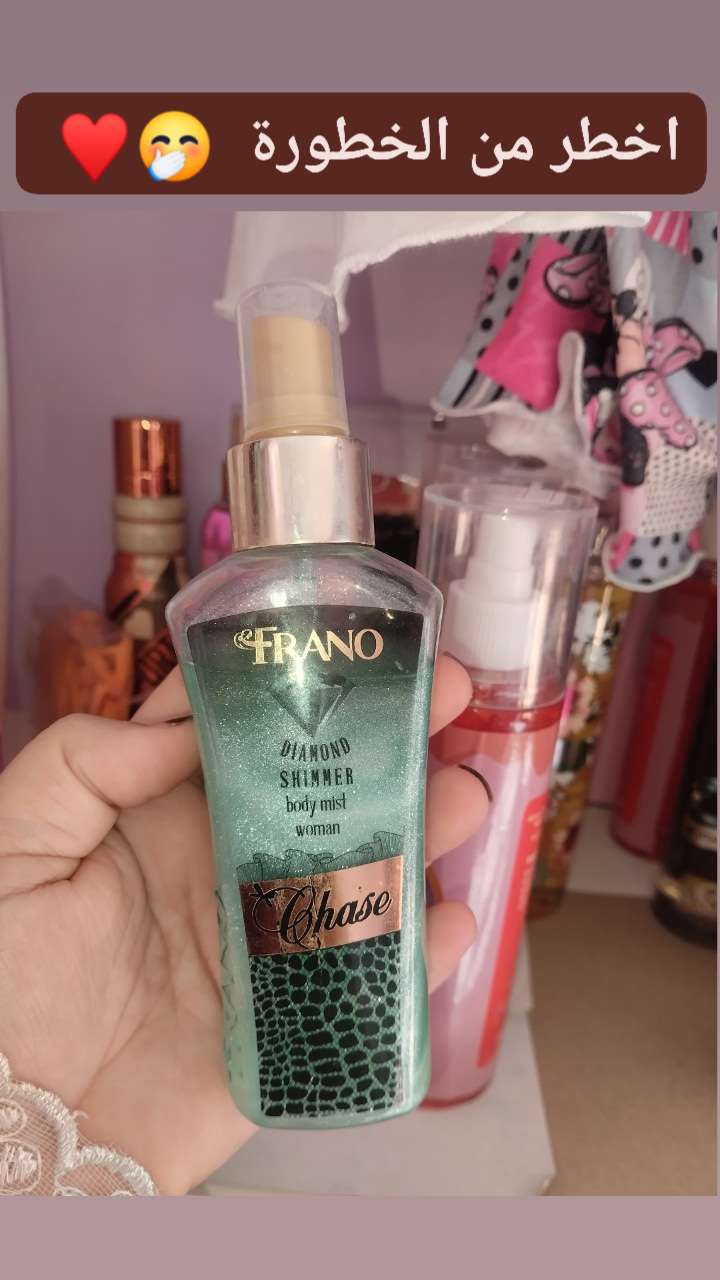 اخطر من الخطورة 🤭♥️
FRANO
DIAMOND
SHIMMER
body mist
woman
Chase